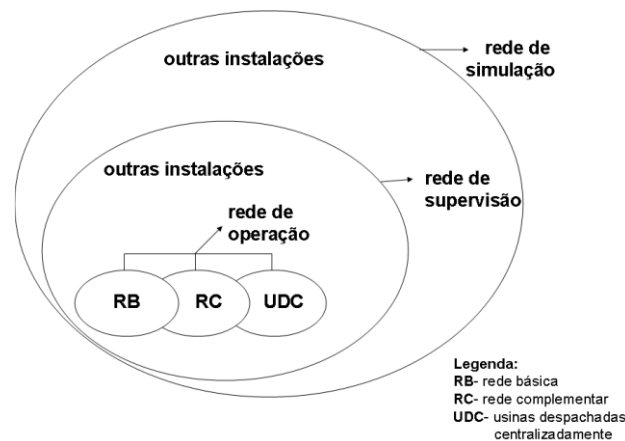 outras instalações
rede de
simulação
outras instalações
rede de
supervisão
rede de
operação
RB
RC
UDC
Legenda:
RB- rede básica
RC- rede complementar
UDC- usinas despachadas
centralizadamente